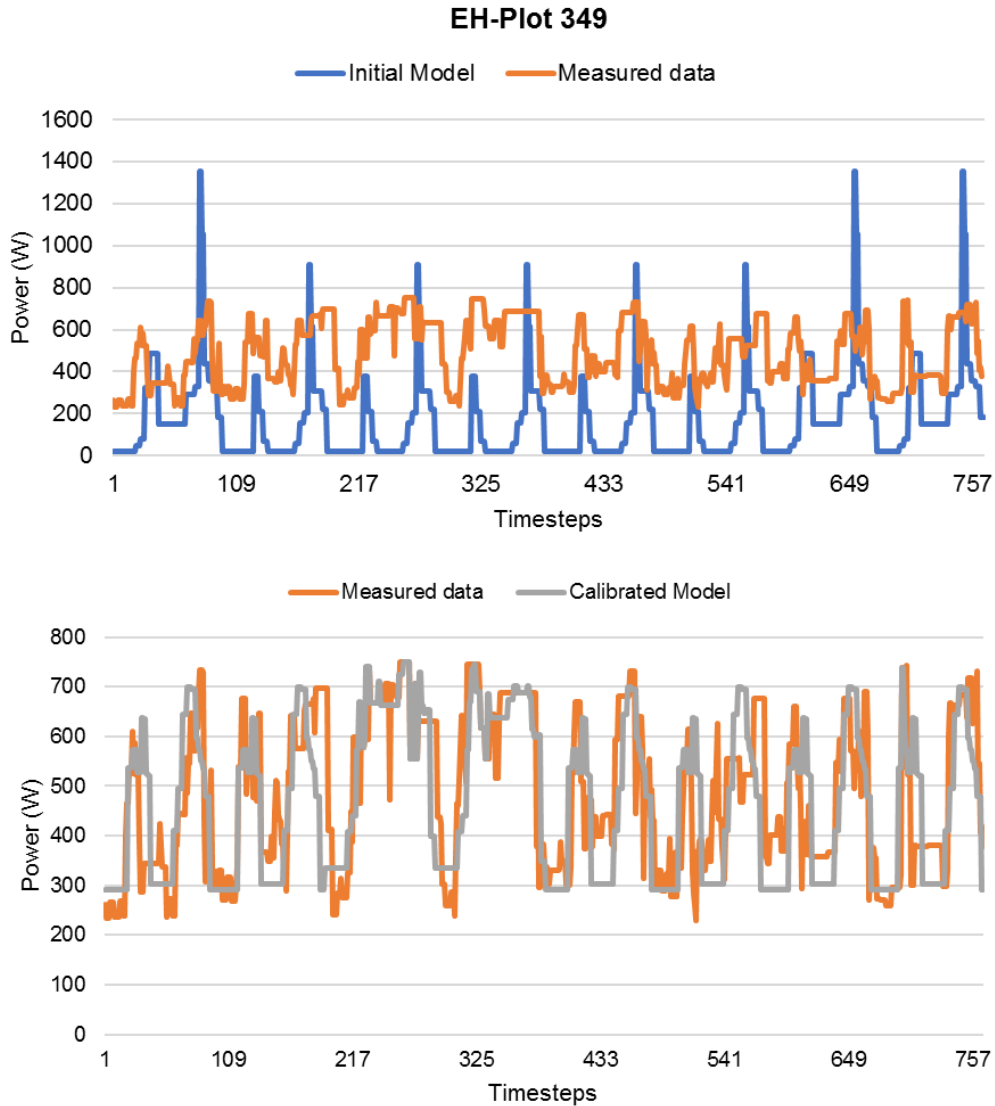 EH-Plot 349
Initial Model Measured data
1600
1400
1200
1000
800
600
400
200
0
Power (W)
1 109 217 325 433 541 649 757
Timesteps
Measured data Calibrated Model
800
700
600
500
400
300
200
100
0
Power (W)
1 109 217 325 433 541 649 757
Timesteps